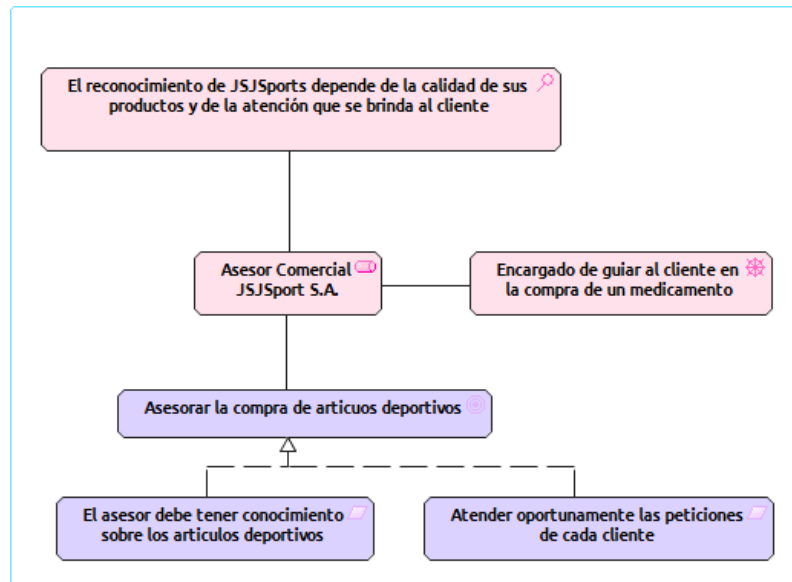 El reconocimiento de JSJSports depende de la calidad de sus
productos y de la atención que se brinda al cliente
Asesor Comercial
JSJSport S.A.
Encargado de guiar al cliente en
la compra de un medicamento
Asesorar la compra de articuos deportivos
El asesor debe tener conocimiento
sobre los articulos deportivos
Atender oportunamente las peticiones
de cada cliente